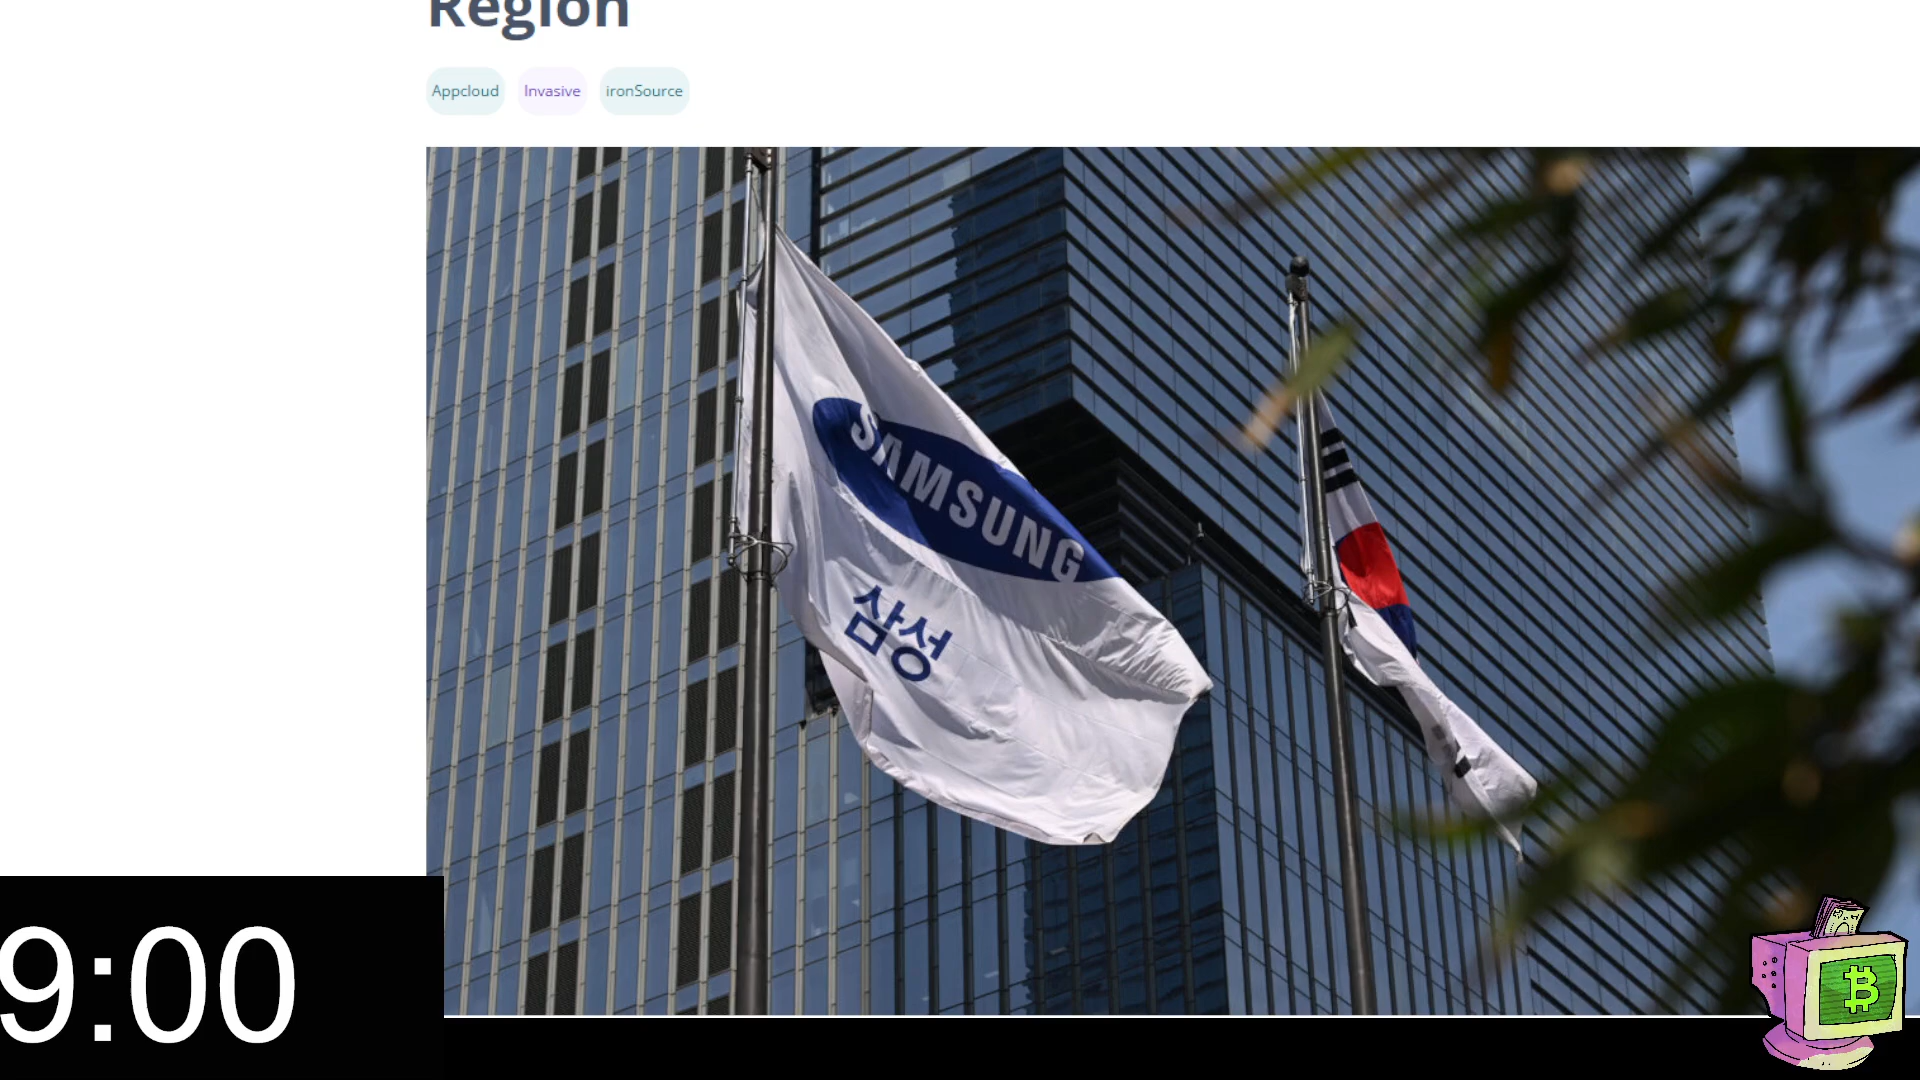 Region
Appcloud Invasive ironSource
SAMSUNG
삼성
9:00
₿